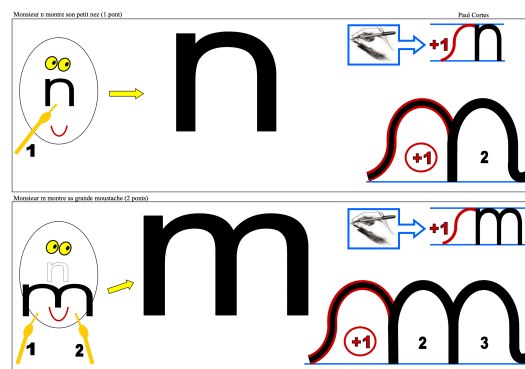 Monsieur n montre son petit nez (1 pont)
Paul Cortes
n
1
n
+1 n
+1 2
Monsieur m montre sa grande moustache (2 ponts)
n
m
1 2
m
+1 m
+1 2 3